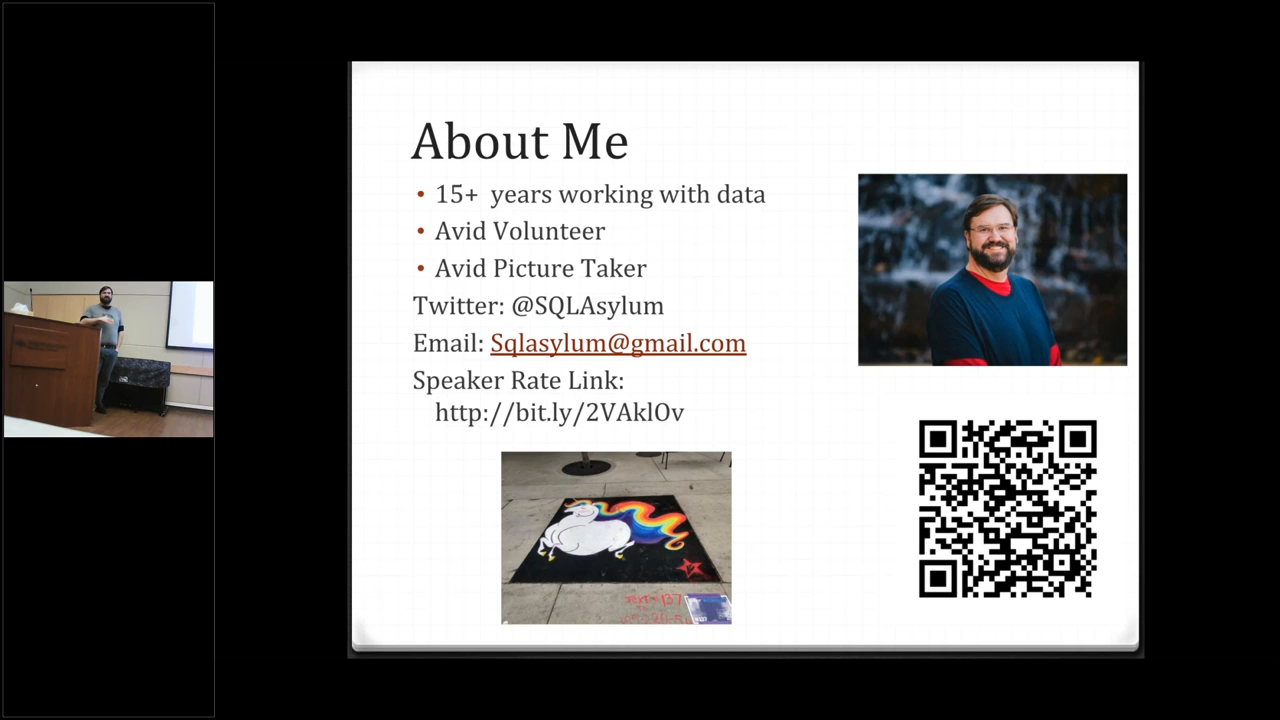 About Me
• 15+ years working with data
• Avid Volunteer
• Avid Picture Taker
Twitter: @SQLAsylum
Email: Sqlasylum@gmail.com
Speaker Rate Link:
http://bit.ly/2VAklOv